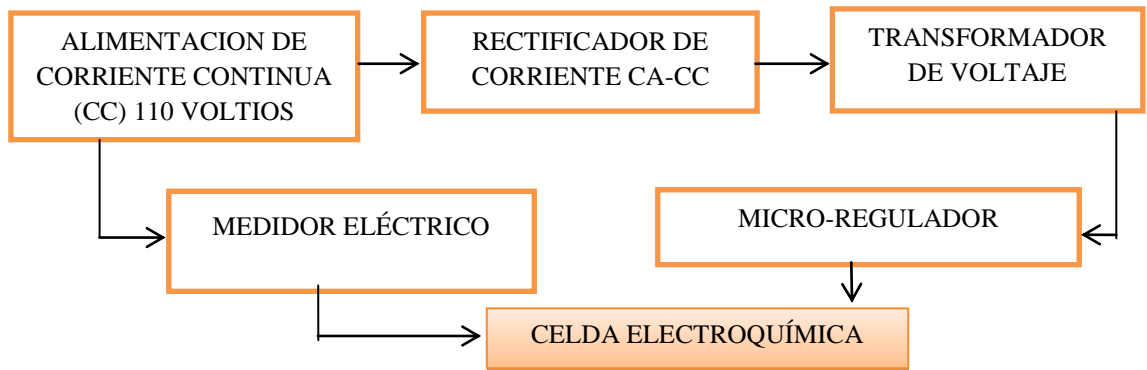 ALIMENTACION DE
CORRIENTE CONTINUA
(CC) 110 VOLTIOS
RECTIFICADOR DE
CORRIENTE CA-CC
TRANSFORMADOR
DE VOLTAJE
MEDIDOR ELÉCTRICO
MICRO-REGULADOR
CELDA ELECTROQUÍMICA